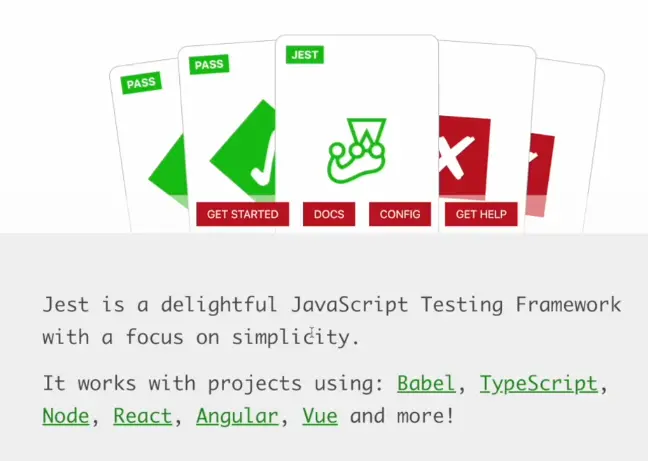 PASS
PASS
JEST
GET STARTED
DOCS
CONFIG
GET HELP
Jest is a delightful JavaScript Testing Framework
with a focus on simplicity.
It works with projects using: Babel, TypeScript,
Node, React, Angular, Vue and more!